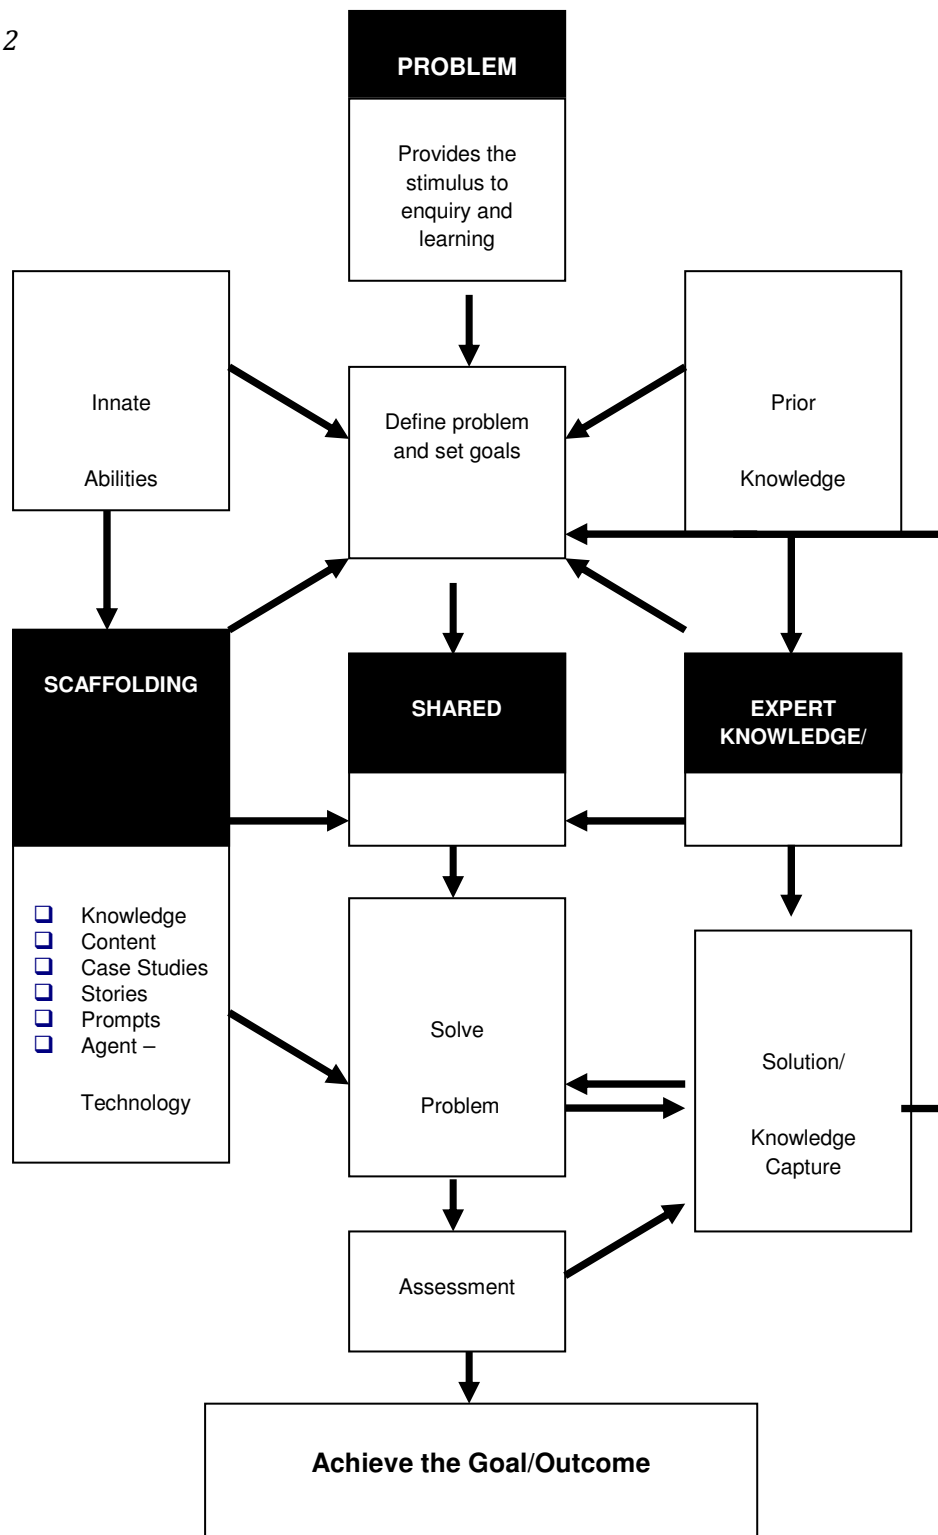 2
PROBLEM
Provides the
stimulus to
enquiry and
learning
Innate
Abilities
Define problem
and set goals
Prior
Knowledge
SCAFFOLDING
SHARED
EXPERT
KNOWLEDGE/
Knowledge
Content
Case Studies
Stories
Prompts
Agent –
Technology
Solve
Problem
Solution/
Knowledge
Capture
Assessment
Achieve the Goal/Outcome